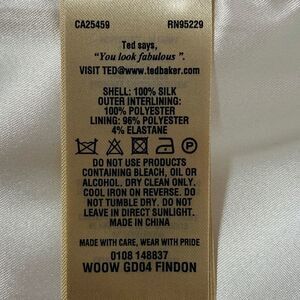 CA25459 RN95229
Ted says,
"You look fabulous".
VISIT TED@www.tedbaker.com
SHELL: 100% SILK
OUTER INTERLINING:
100% POLYESTER
LINING: 96% POLYESTER
4% ELASTANE
P
DO NOT USE PRODUCTS
CONTAINING BLEACH, OIL OR
ALCOHOL. DRY CLEAN ONLY.
COOL IRON ON REVERSE. DO
NOT TUMBLE DRY. DO NOT
LEAVE IN DIRECT SUNLIGHT.
MADE IN CHINA
MADE WITH CARE, WEAR WITH PRIDE
0108 148837
WOOW GD04 FINDON